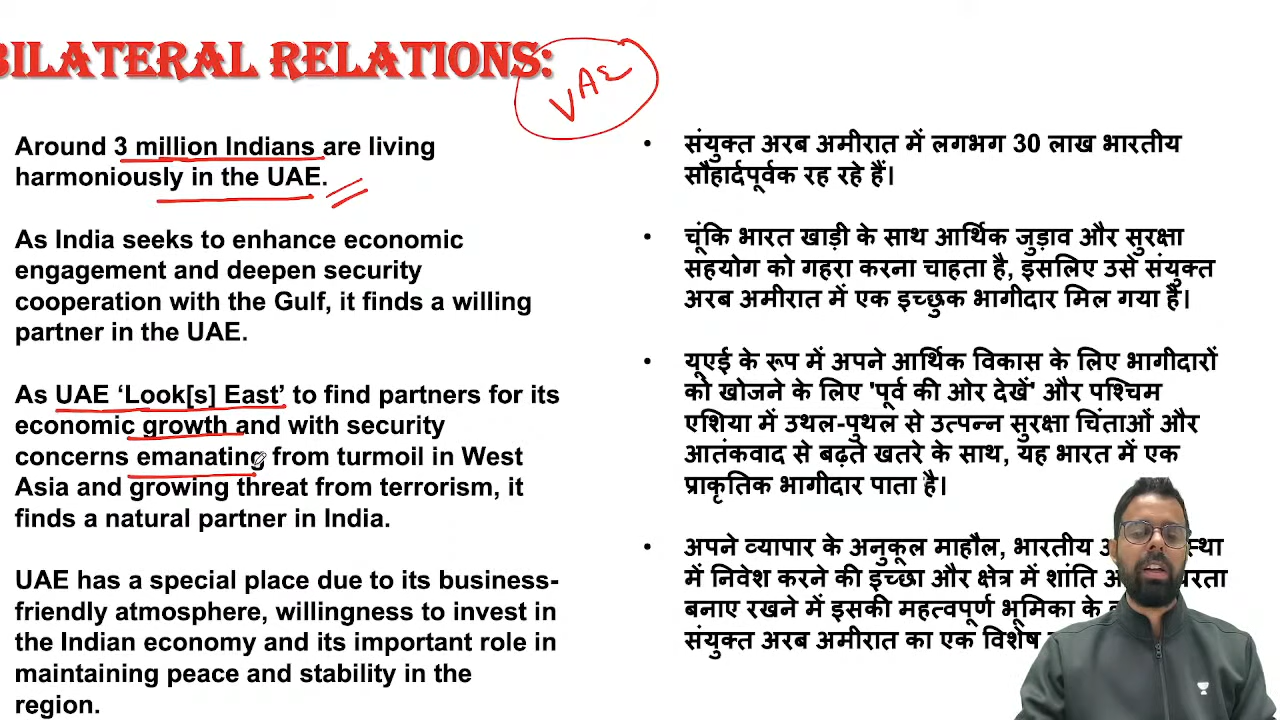 BILATERAL RELATIONS:
UAE
Around 3 million Indians are living
harmoniously in the UAE.
As India seeks to enhance economic
engagement and deepen security
cooperation with the Gulf, it finds a willing
partner in the UAE.
As UAE ‘Look[s] East’ to find partners for its
economic growth and with security
concerns emanating from turmoil in West
Asia and growing threat from terrorism, it
finds a natural partner in India.
UAE has a special place due to its business-
friendly atmosphere, willingness to invest in
the Indian economy and its important role in
maintaining peace and stability in the
region.
• संयुक्त अरब अमीरात में लगभग 30 लाख भारतीय
सौहार्दपूर्वक रह रहे हैं।
• चूंकि भारत खाड़ी के साथ आर्थिक जुड़ाव और सुरक्षा
सहयोग को गहरा करना चाहता है, इसलिए उसे संयुक्त
अरब अमीरात में एक इच्छुक भागीदार मिल गया है।
• यूएई के रूप में अपने आर्थिक विकास के लिए भागीदारों
को खोजने के लिए 'पूर्व की ओर देखें' और पश्चिम
एशिया में उथल-पुथल से उत्पन्न सुरक्षा चिंताओं और
आतंकवाद से बढ़ते खतरे के साथ, यह भारत में एक
प्राकृतिक भागीदार पाता है।
• अपने व्यापार के अनुकूल माहौल, भारतीय
में निवेश करने की इच्छा और क्षेत्र में शांति
बनाए रखने में इसकी महत्वपूर्ण भूमिका के
संयुक्त अरब अमीरात का एक विशेष